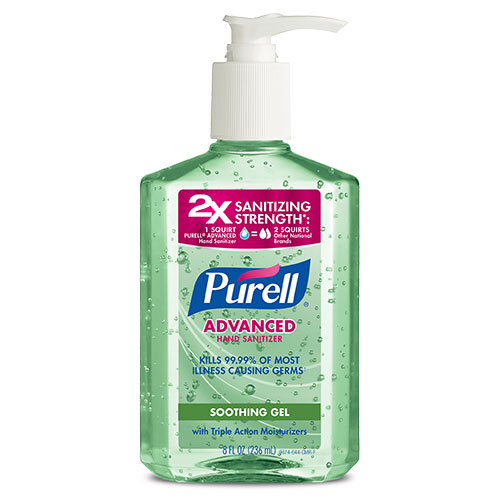 2X SANITIZING
STRENGTH*:
1 SQUIRT
PURELL® ADVANCED
Hand Sanitizer
=
2 SQUIRTS
Other National
Brands
Purell
ADVANCED
HAND SANITIZER
KILLS 99.99% OF MOST
ILLNESS CAUSING GERMS
SOOTHING GEL
with Triple Action Moisturizers
8 FL OZ (236 mL)